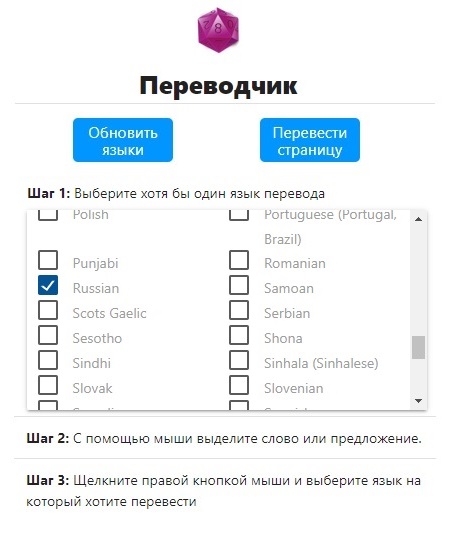 Переводчик
Обновить
языки
Перевести
страницу
Шаг 1: Выберите хотя бы один язык перевода
Polish
Portuguese (Portugal,
Brazil)
Punjabi
Romanian
Russian
Samoan
Scots Gaelic
Serbian
Sesotho
Shona
Sindhi
Sinhala (Sinhalese)
Slovak
Slovenian
Шаг 2: С помощью мыши выделите слово или предложение.
Шаг 3: Щелкните правой кнопкой мыши и выберите язык на
который хотите перевести